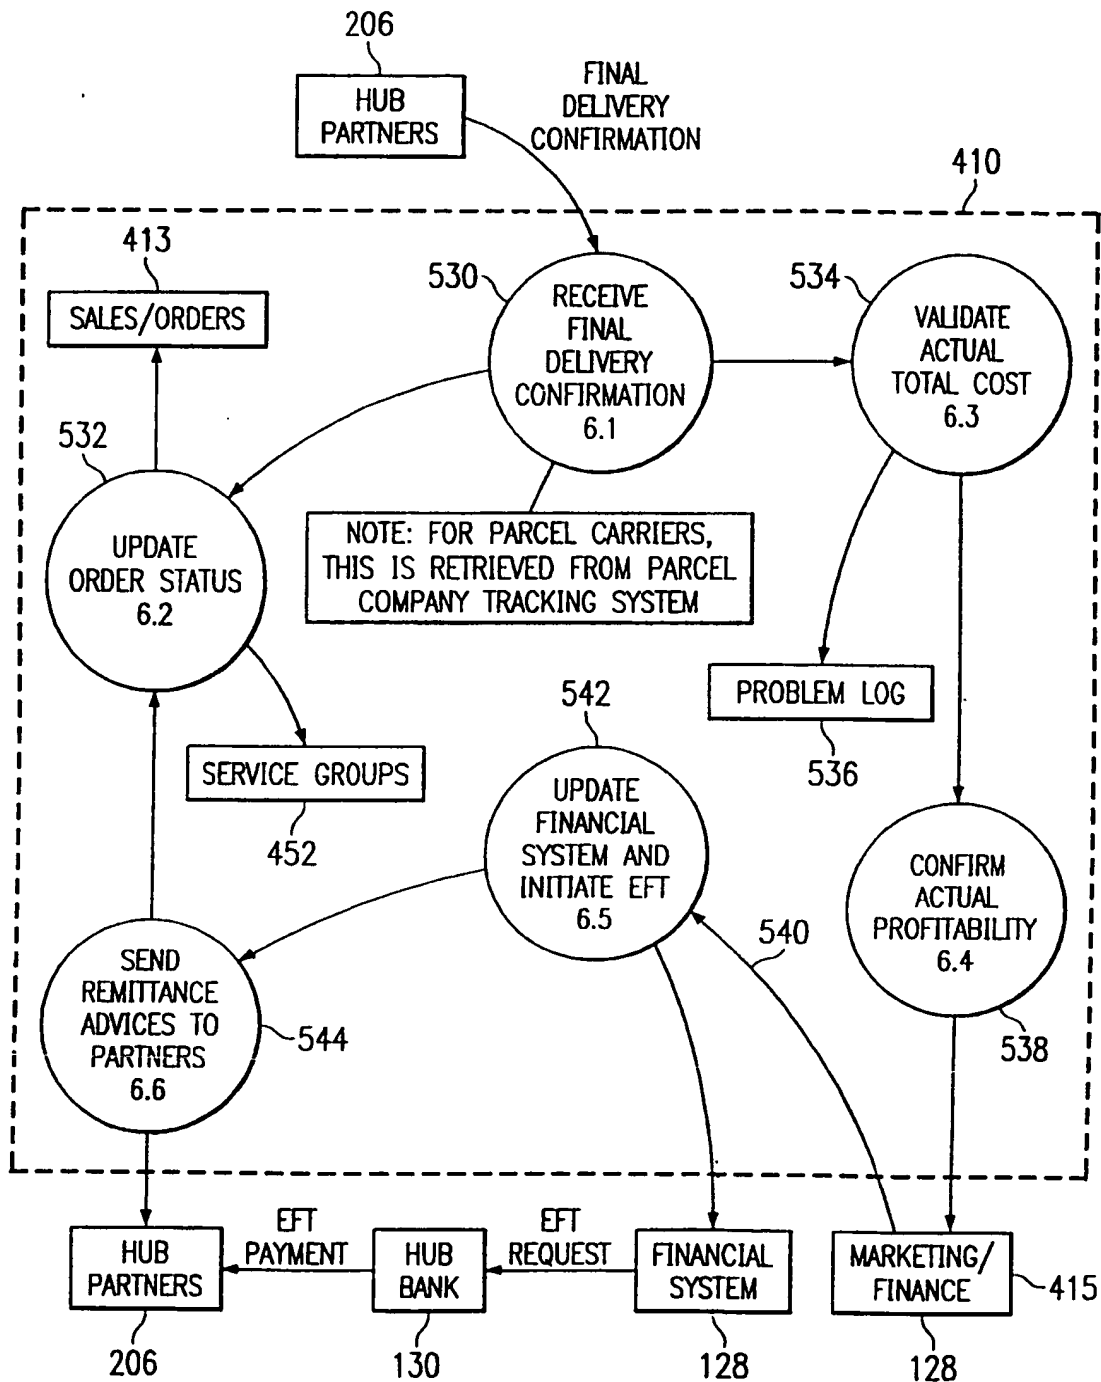 206
HUB
PARTNERS
FINAL
DELIVERY
CONFIRMATION
410
413
SALES/ORDERS
530
RECEIVE
FINAL
DELIVERY
CONFIRMATION
6.1
534
VALIDATE
ACTUAL
TOTAL COST
6.3
532
UPDATE
ORDER STATUS
6.2
NOTE: FOR PARCEL CARRIERS,
THIS IS RETRIEVED FROM PARCEL
COMPANY TRACKING SYSTEM
PROBLEM LOG
536
SERVICE GROUPS
452
542
UPDATE
FINANCIAL
SYSTEM AND
INITIATE EFT
6.5
CONFIRM
ACTUAL
PROFITABILITY
6.4
538
540
SEND
REMITTANCE
ADVICES TO
PARTNERS
6.6
544
HUB
PARTNERS
206
EFT
PAYMENT
HUB
BANK
130
EFT
REQUEST
FINANCIAL
SYSTEM
128
MARKETING/
FINANCE
415
128